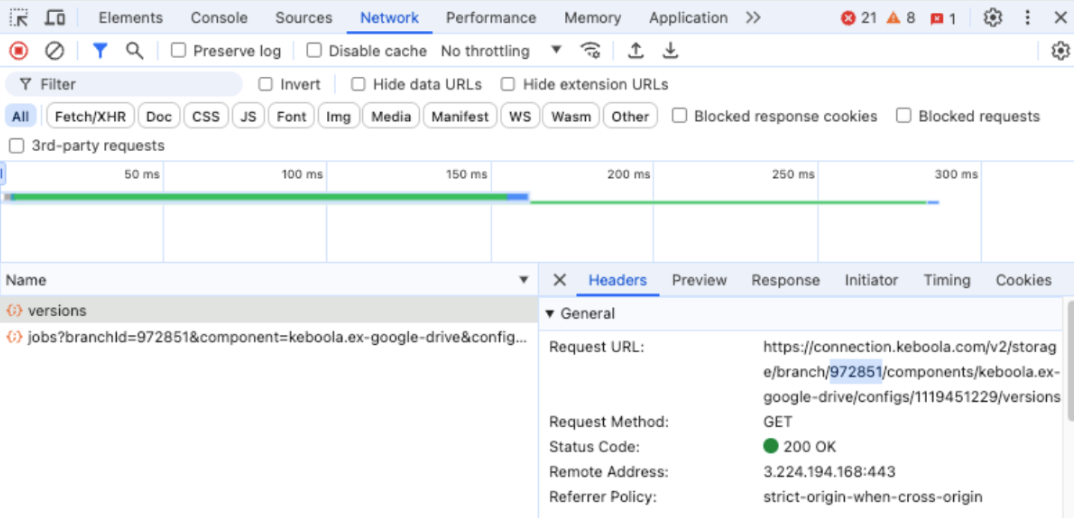 Elements Console Sources Network Performance Memory Application 21 8 1
Preserve log Disable cache No throttling
Filter Invert Hide data URLs Hide extension URLs
All Fetch/XHR Doc CSS JS Font Img Media Manifest WS Wasm Other Blocked response cookies Blocked requests
3rd-party requests
50 ms 100 ms 150 ms 200 ms 250 ms 300 ms
Name
versions
jobs?branchId=972851&component=keboola.ex-google-drive&config...
Headers Preview Response Initiator Timing Cookies
General
Request URL: https://connection.keboola.com/v2/storag
e/branch/972851/components/keboola.ex-
google-drive/configs/1119451229/versions
Request Method: GET
Status Code: 200 OK
Remote Address: 3.224.194.168:443
Referrer Policy: strict-origin-when-cross-origin